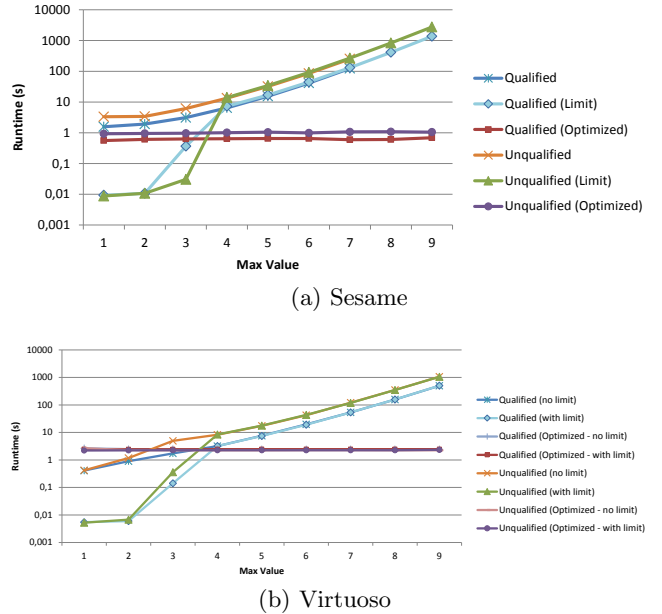 10000
1000
100
10
1
0,1
0,01
0,001
Runtime (s)
1 2 3 4 5 6 7 8 9
Max Value
Qualified
Qualified (Limit)
Qualified (Optimized)
Unqualified
Unqualified (Limit)
Unqualified (Optimized)
(a) Sesame
10000
1000
100
10
1
0,1
0,01
0,001
Runtime (s)
1 2 3 4 5 6 7 8 9
Max Value
Qualified (no limit)
Qualified (with limit)
Qualified (Optimized - no limit)
Qualified (Optimized - with limit)
Unqualified (no limit)
Unqualified (with limit)
Unqualified (Optimized - no limit)
Unqualified (Optimized - with limit)
(b) Virtuoso